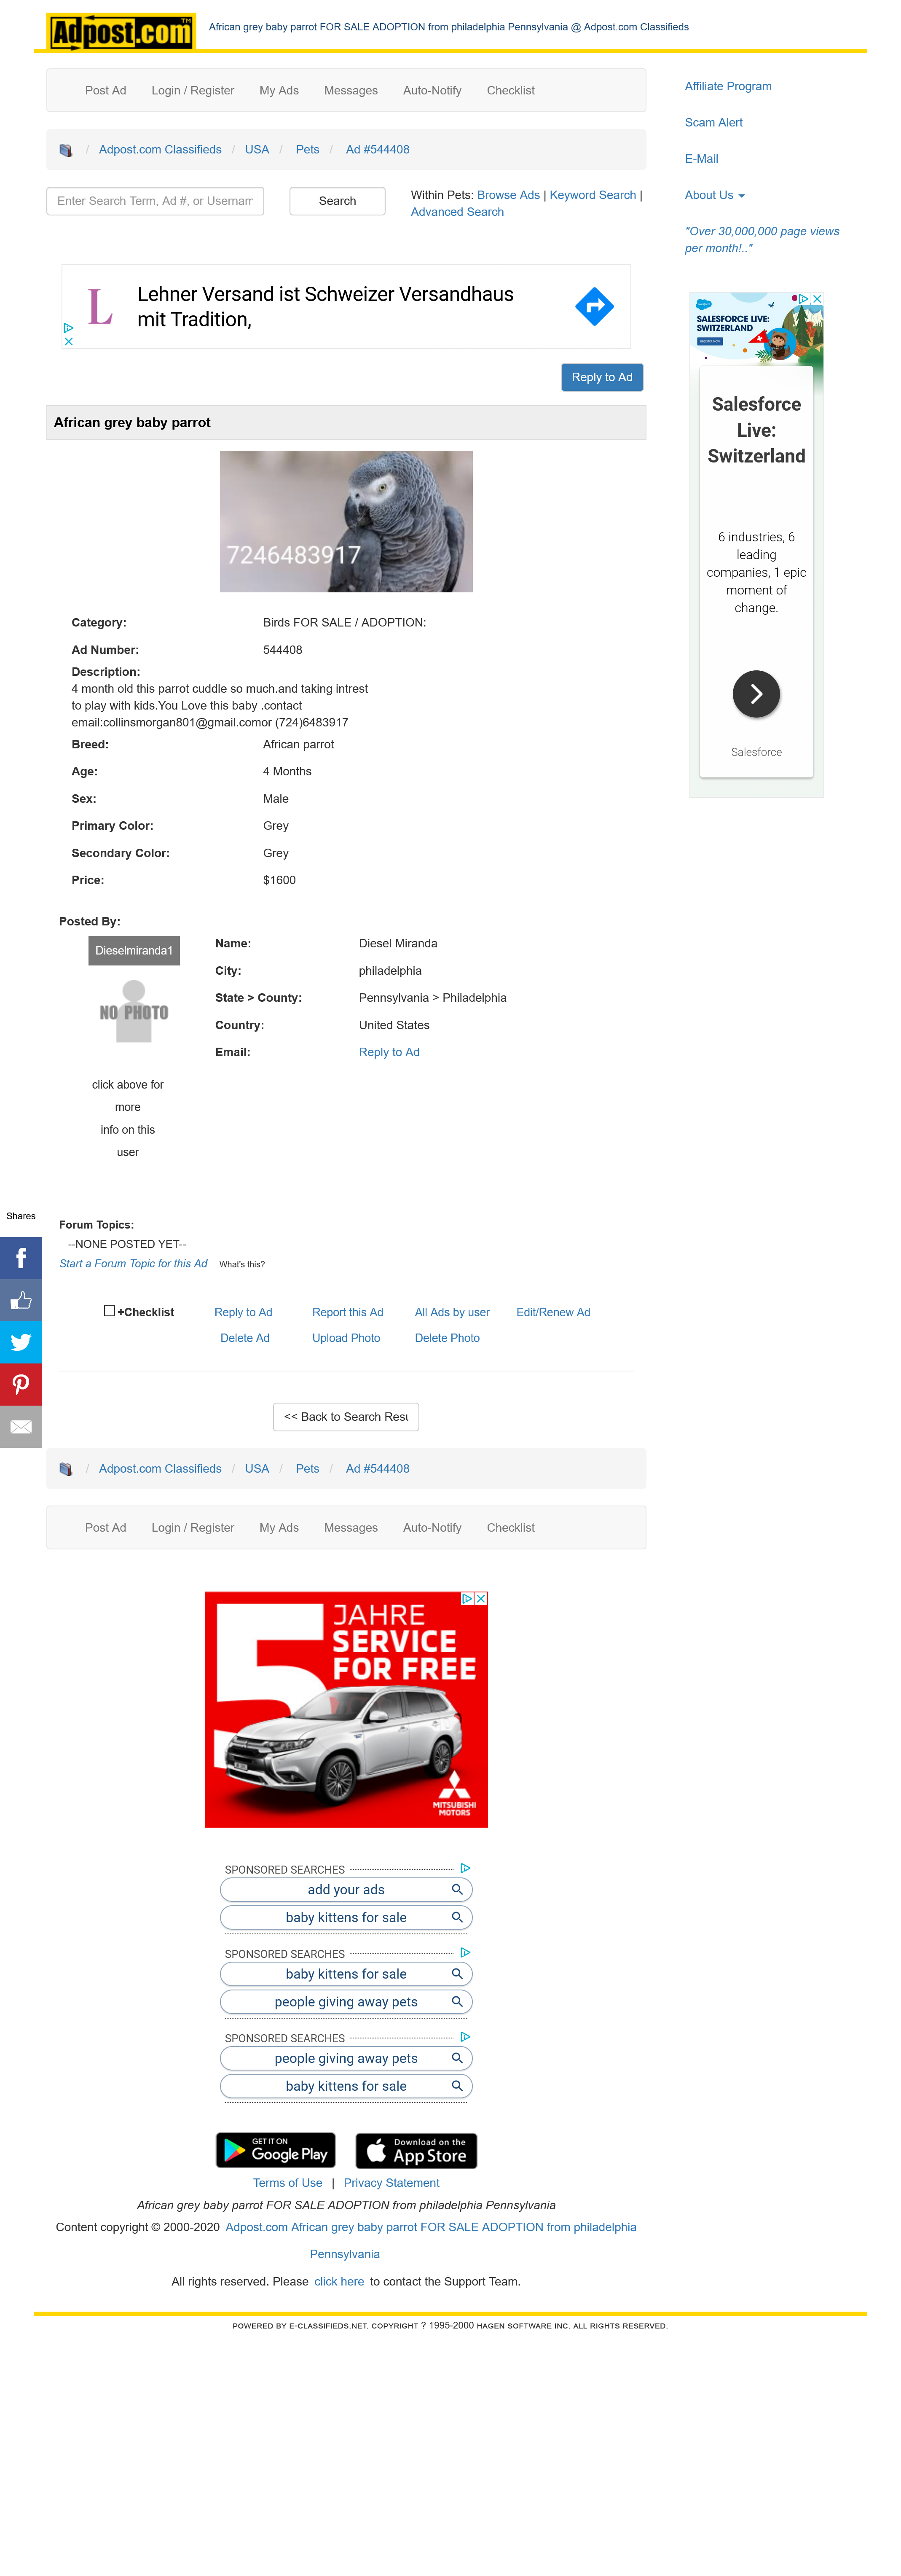 Adpost.com™
African grey baby parrot FOR SALE ADOPTION from philadelphia Pennsylvania @ Adpost.com Classifieds
Post Ad Login / Register My Ads Messages Auto-Notify Checklist
/ Adpost.com Classifieds / USA / Pets / Ad #544408
Enter Search Term, Ad #, or Usernam
Search
Within Pets: Browse Ads | Keyword Search |
Advanced Search
Affiliate Program
Scam Alert
E-Mail
About Us
"Over 30,000,000 page views
per month!.."
L
Lehner Versand ist Schweizer Versandhaus
mit Tradition,
Reply to Ad
SALESFORCE LIVE:
SWITZERLAND
Salesforce
Live:
Switzerland
6 industries, 6
leading
companies, 1 epic
moment of
change.
Salesforce
African grey baby parrot
7246483917
Category: Birds FOR SALE / ADOPTION:
Ad Number: 544408
Description:
4 month old this parrot cuddle so much.and taking intrest
to play with kids.You Love this baby .contact
email:collinsmorgan801@gmail.comor (724)6483917
Breed: African parrot
Age: 4 Months
Sex: Male
Primary Color: Grey
Secondary Color: Grey
Price: $1600
Posted By:
Dieselmiranda1
NO PHOTO
click above for
more
info on this
user
Name: Diesel Miranda
City: philadelphia
State > County: Pennsylvania > Philadelphia
Country: United States
Email: Reply to Ad
Shares
Forum Topics:
--NONE POSTED YET--
Start a Forum Topic for this Ad What's this?
+Checklist Reply to Ad Report this Ad All Ads by user Edit/Renew Ad
Delete Ad Upload Photo Delete Photo
<< Back to Search Resu
/ Adpost.com Classifieds / USA / Pets / Ad #544408
Post Ad Login / Register My Ads Messages Auto-Notify Checklist
5 JAHRE
SERVICE
FOR FREE
MITSUBISHI
MOTORS
SPONSORED SEARCHES
add your ads
baby kittens for sale
SPONSORED SEARCHES
baby kittens for sale
people giving away pets
SPONSORED SEARCHES
people giving away pets
baby kittens for sale
GET IT ON
Google Play
Download on the
App Store
Terms of Use | Privacy Statement
African grey baby parrot FOR SALE ADOPTION from philadelphia Pennsylvania
Content copyright © 2000-2020 Adpost.com African grey baby parrot FOR SALE ADOPTION from philadelphia
Pennsylvania
All rights reserved. Please click here to contact the Support Team.
POWERED BY E-CLASSIFIEDS.NET. COPYRIGHT ? 1995-2000 HAGEN SOFTWARE INC. ALL RIGHTS RESERVED.